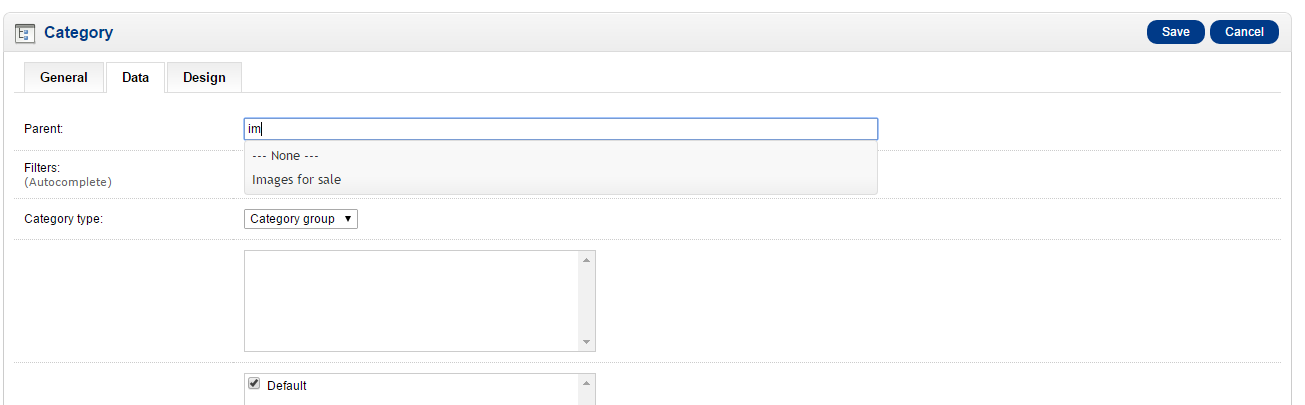 Category
Save Cancel
General Data Design
Parent: im
--- None ---
Filters:
(Autocomplete)
Images for sale
Category type: Category group
Default